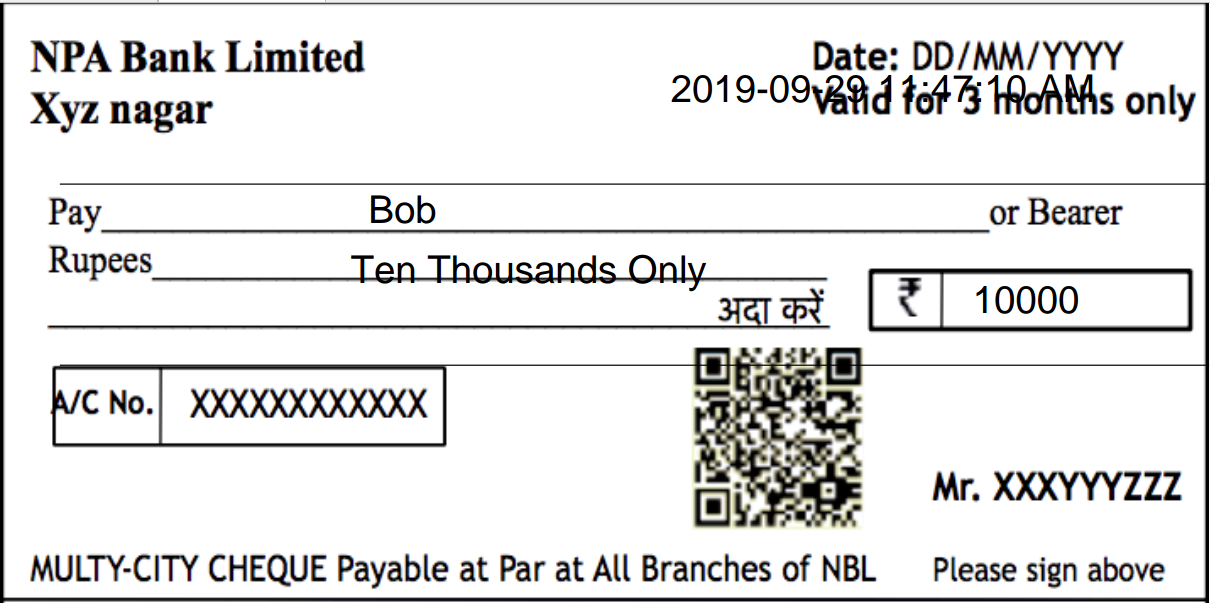 NPA Bank Limited
Date: DD/MM/YYYY
2019-09-29 11:47:10 AM
Xyz nagar
Valid for 3 months only
Pay Bob or Bearer
Rupees Ten Thousands Only
अदा करें
₹ 10000
A/C No. XXXXXXXXXXXX
Mr. XXXYYYZZZ
MULTY-CITY CHEQUE Payable at Par at All Branches of NBL
Please sign above